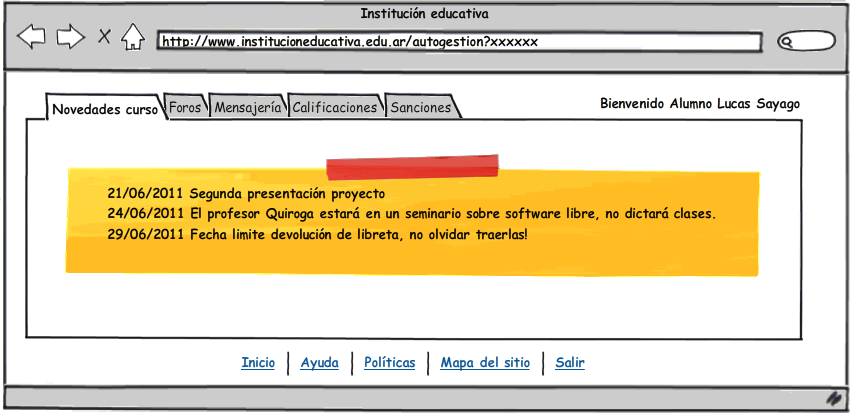 Institución educativa
http://www.institucioneducativa.edu.ar/autogestion?xxxxxx
Novedades curso Foros Mensajería Calificaciones Sanciones
Bienvenido Alumno Lucas Sayago
21/06/2011 Segunda presentación proyecto
24/06/2011 El profesor Quiroga estará en un seminario sobre software libre, no dictará clases.
29/06/2011 Fecha limite devolución de libreta, no olvidar traerlas!
Inicio | Ayuda | Políticas | Mapa del sitio | Salir